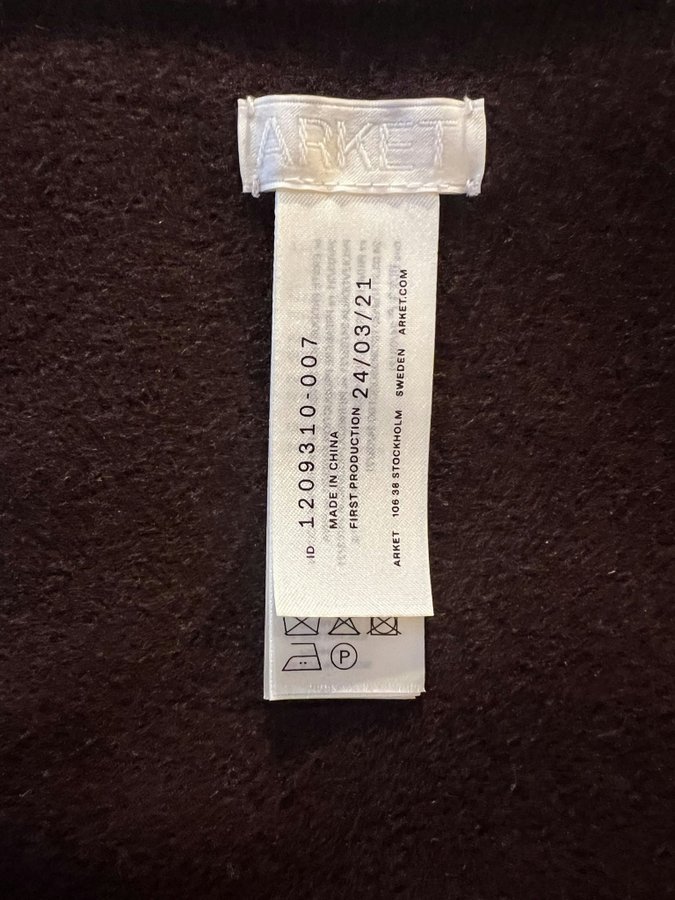 ARKET
ID 1209310-007
MADE IN CHINA
FIRST PRODUCTION 24/03/21
ARKET 106 38 STOCKHOLM SWEDEN ARKET.COM
P